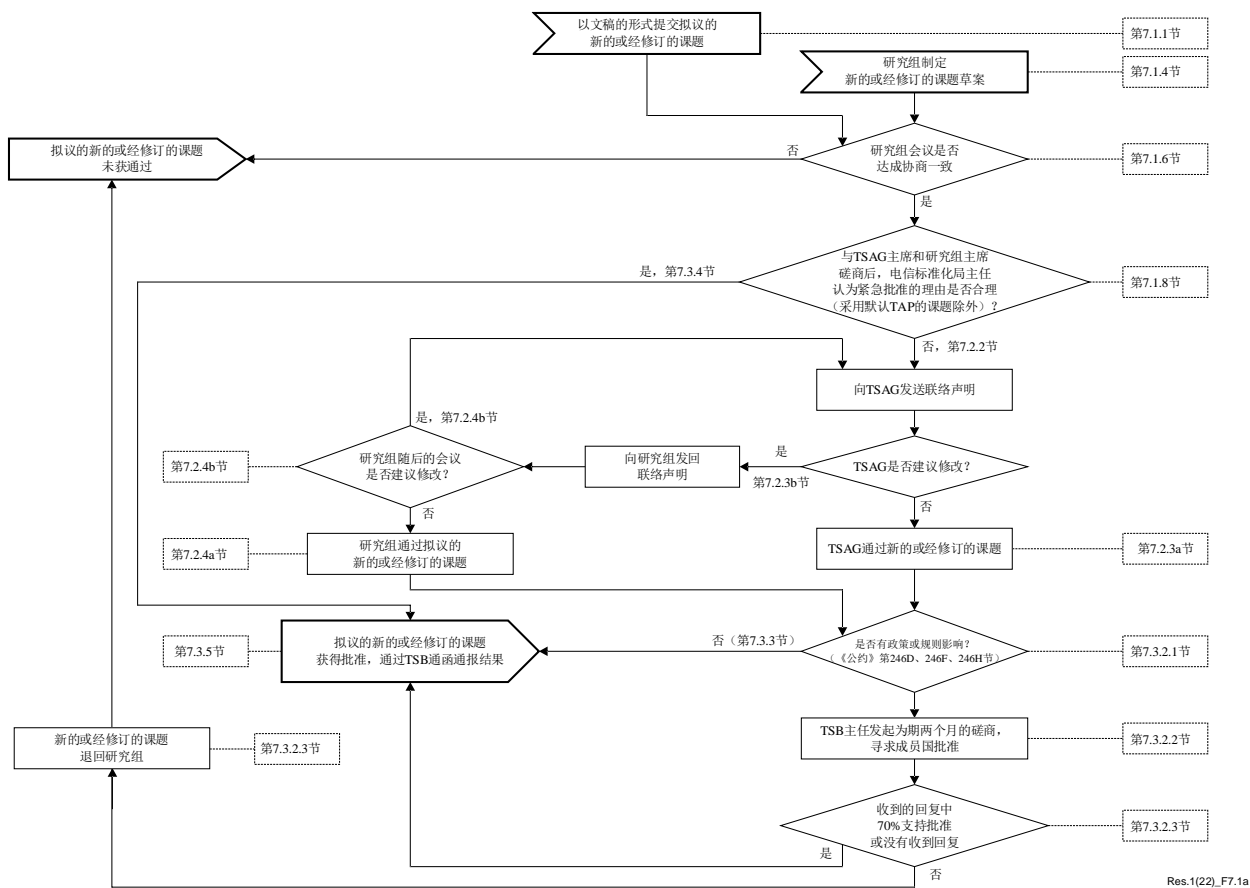 以文稿的形式提交拟议的
新的或经修订的课题
第7.1.1节
研究组制定
新的或经修订的课题草案
第7.1.4节
拟议的新的或经修订的课题
未获通过
否
研究组会议是否
达成协商一致
第7.1.6节
是
是，第7.3.4节
与TSAG主席和研究组主席
磋商后，电信标准化局主任
认为紧急批准的理由是否合理
（采用默认TAP的课题除外）？
第7.1.8节
否，第7.2.2节
向TSAG发送联络声明
是，第7.2.4b节
第7.2.4b节
研究组随后的会议
是否建议修改？
向研究组发回
联络声明
是
第7.2.3b节
TSAG是否建议修改？
否
否
第7.2.4a节
研究组通过拟议的
新的或经修订的课题
TSAG通过新的或经修订的课题
第7.2.3a节
第7.3.5节
拟议的新的或经修订的课题
获得批准，通过TSB通函通报结果
否（第7.3.3节）
是否有政策或规则影响？
（《公约》第246D、246F、246H节）
第7.3.2.1节
新的或经修订的课题
退回研究组
第7.3.2.3节
TSB主任发起为期两个月的磋商，
寻求成员国批准
第7.3.2.2节
收到的回复中
70%支持批准
或没有收到回复
第7.3.2.3节
是
否
Res.1(22)_F7.1a